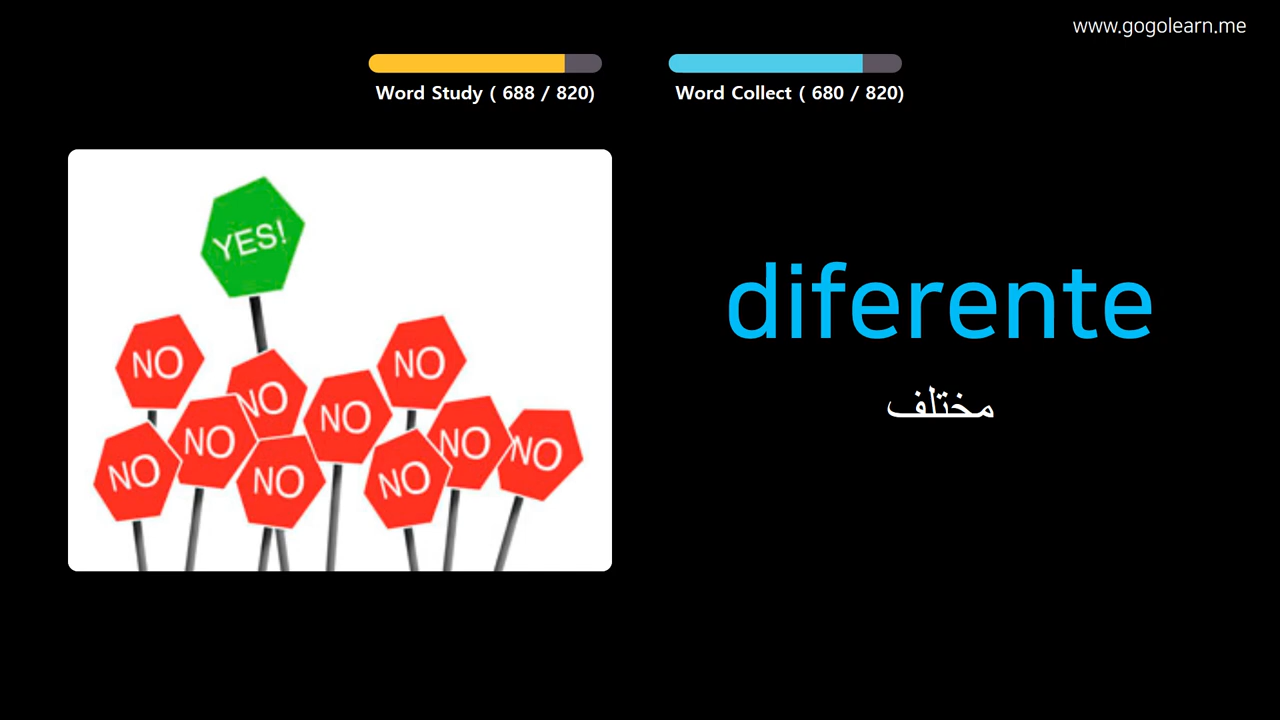 www.gogolearn.me
Word Study ( 688 / 820)
Word Collect ( 680 / 820)
YES!
NO
NO
NO
NO
NO
NO
NO
NO
NO
NO
diferente
مختلف